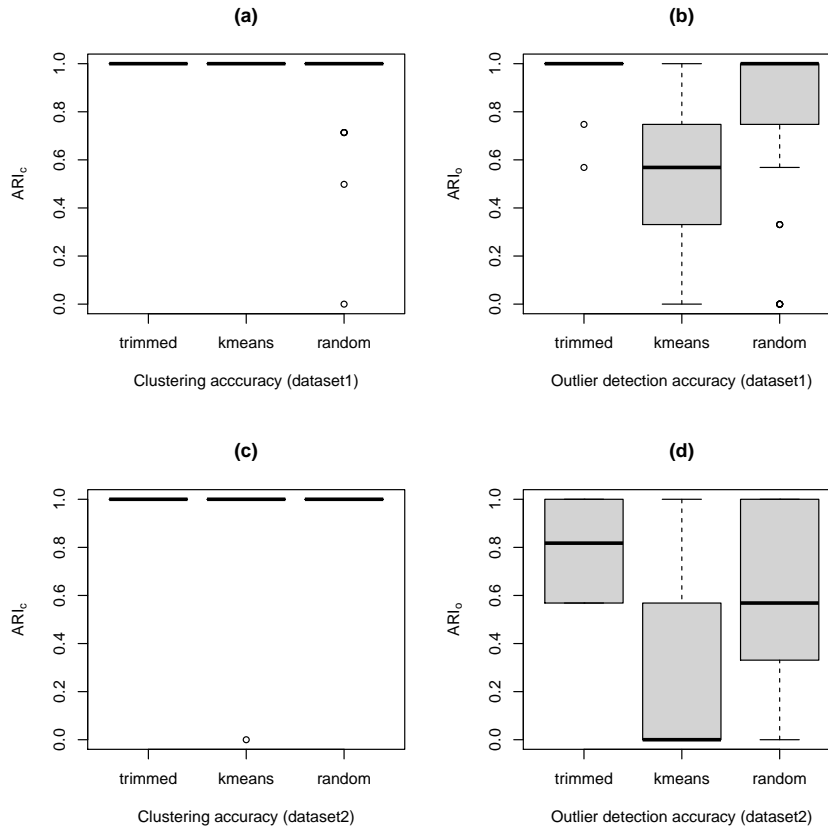 (a)
ARIc
1.0
0.8
0.6
0.4
0.2
0.0
trimmed kmeans random
Clustering acccuracy (dataset1)
(b)
ARIo
1.0
0.8
0.6
0.4
0.2
0.0
trimmed kmeans random
Outlier detection accuracy (dataset1)
(c)
ARIc
1.0
0.8
0.6
0.4
0.2
0.0
trimmed kmeans random
Clustering accuracy (dataset2)
(d)
ARIo
1.0
0.8
0.6
0.4
0.2
0.0
trimmed kmeans random
Outlier detection accuracy (dataset2)